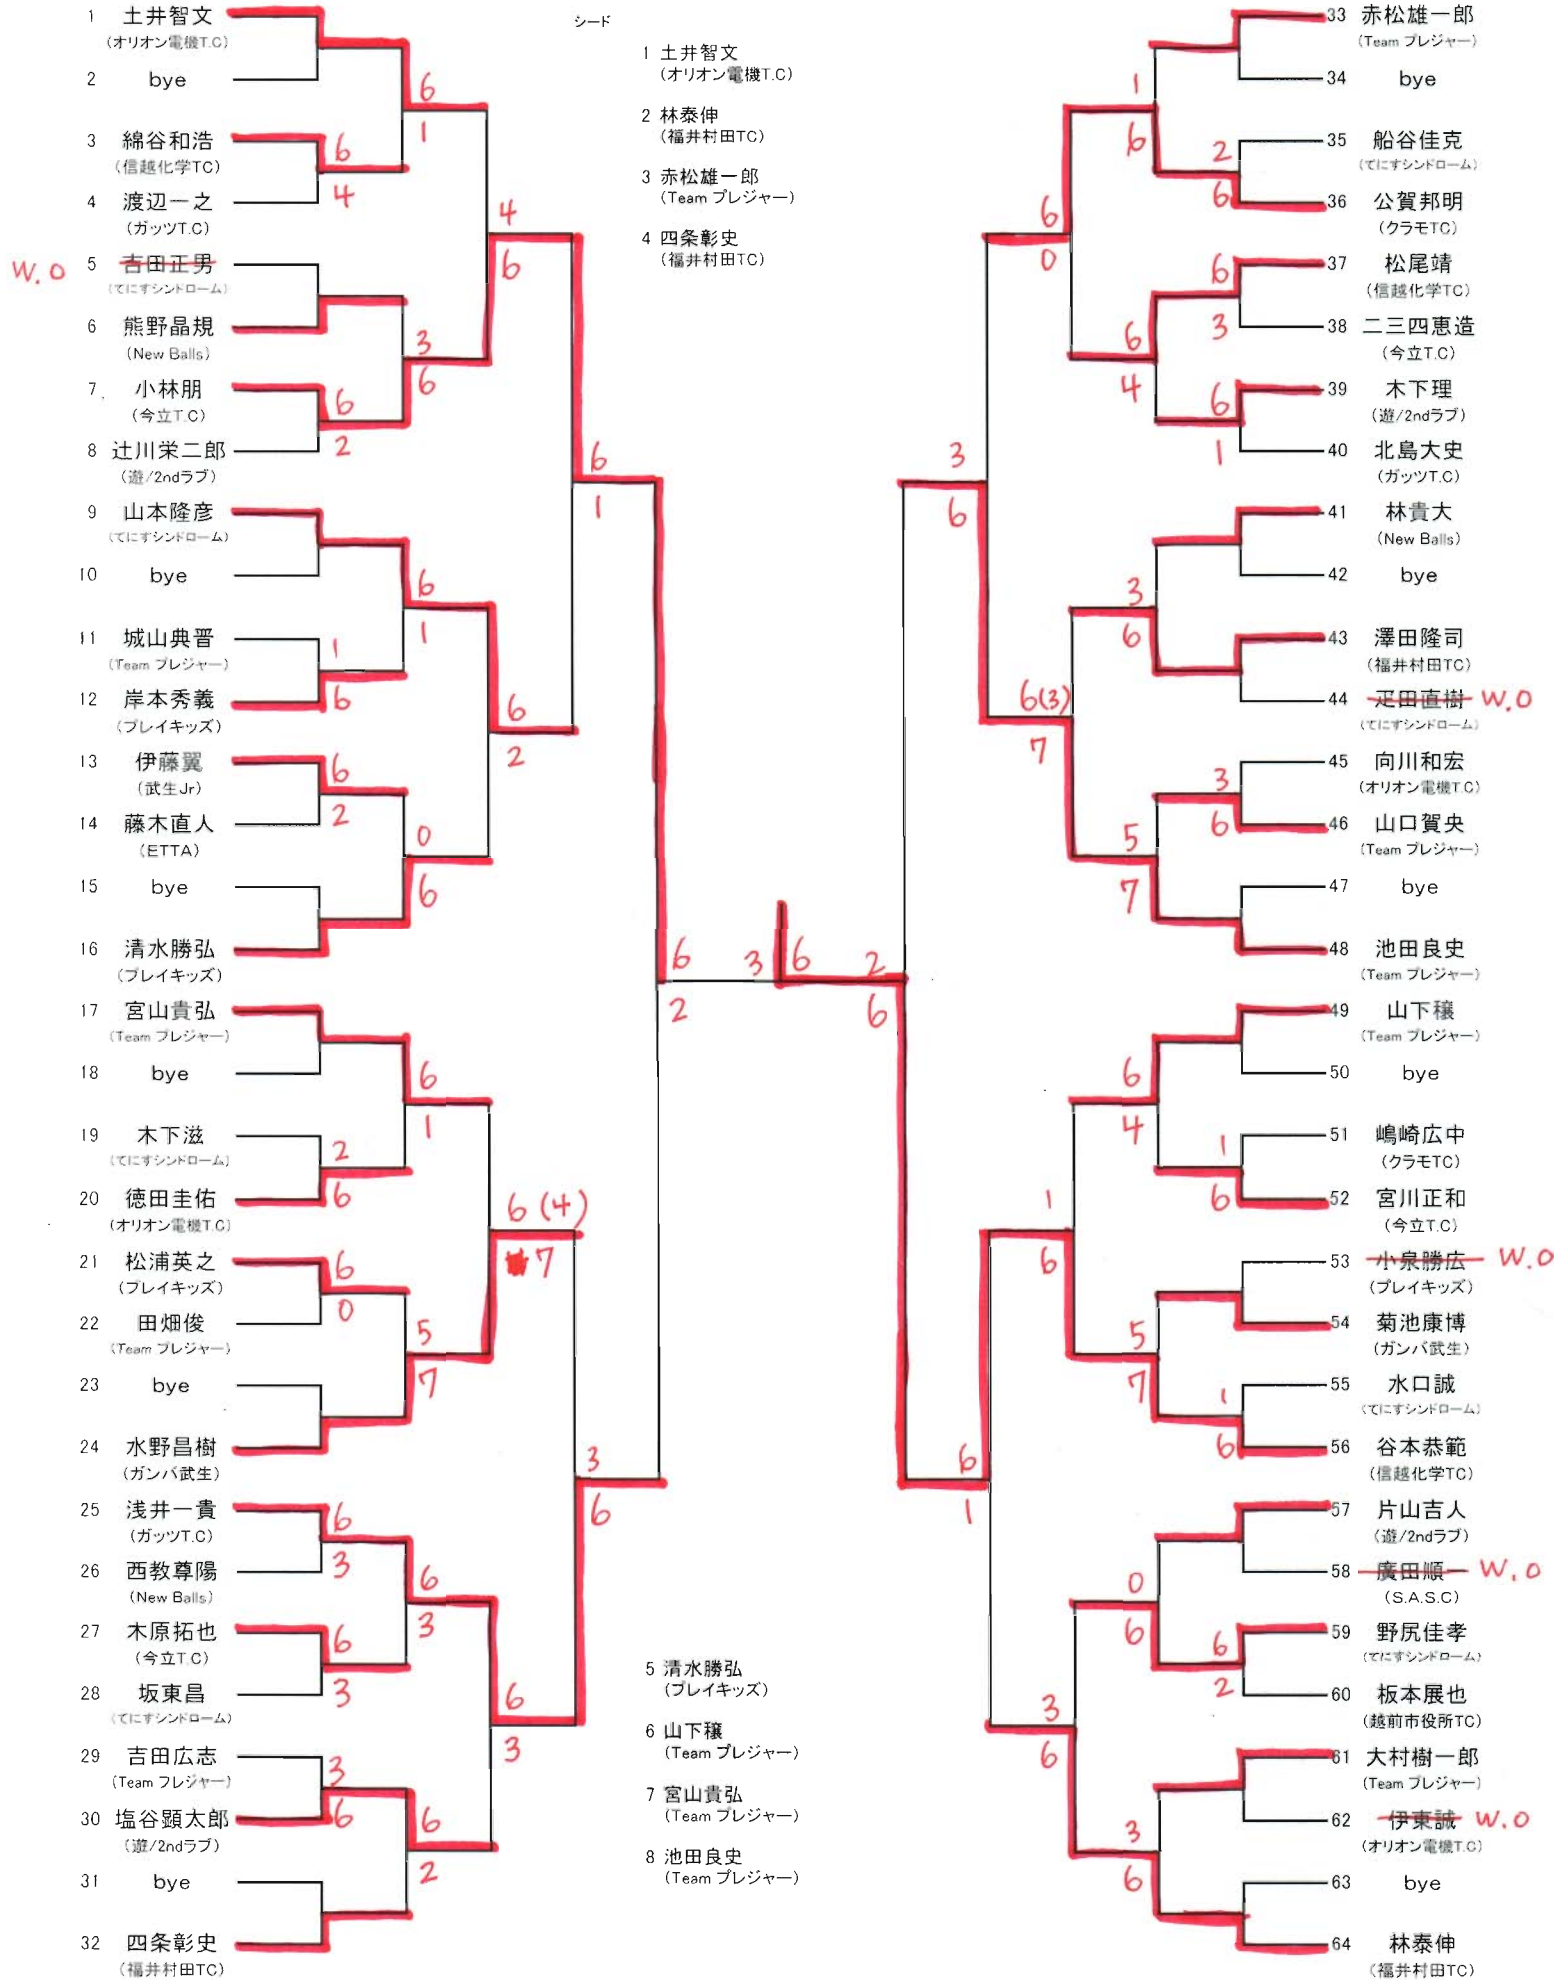 シード
1 土井智文
(オリオン電機T.C)
2 林泰伸
(福井村田TC)
3 赤松雄一郎
(Team プレジャー)
4 四条彰史
(福井村田TC)
5 清水勝弘
(プレイキッズ)
6 山下穣
(Team プレジャー)
7 宮山貴弘
(Team プレジャー)
8 池田良史
(Team プレジャー)
1 土井智文
(オリオン電機T.C)
2 bye
6
1
3 綿谷和浩
(信越化学TC)
6
4
4 渡辺一之
(ガッツT.C)
4
6
W.O 5 吉田正男
(てにすシンドローム)
6 熊野晶規
(New Balls)
3
6
7 小林朋
(今立T.C)
6
2
8 辻川栄二郎
(遊/2ndラブ)
6
1
9 山本隆彦
(てにすシンドローム)
10 bye
6
1
11 城山典晋
(Team プレジャー)
1
6
12 岸本秀義
(プレイキッズ)
6
2
13 伊藤翼
(武生Jr)
6
2
14 藤木直人
(ETTA)
0
6
15 bye
16 清水勝弘
(プレイキッズ)
6
2
3 6
17 宮山貴弘
(Team プレジャー)
18 bye
6
1
19 木下滋
(てにすシンドローム)
2
6
20 徳田圭佑
(オリオン電機T.C)
6 (4)
7
21 松浦英之
(プレイキッズ)
6
0
22 田畑俊
(Team プレジャー)
5
7
23 bye
24 水野昌樹
(ガンバ武生)
3
6
25 浅井一貴
(ガッツT.C)
6
3
26 西教尊陽
(New Balls)
6
3
27 木原拓也
(今立T.C)
6
3
28 坂東昌
(てにすシンドローム)
6
3
29 吉田広志
(Team フレジャー)
3
6
30 塩谷顕太郎
(遊/2ndラブ)
6
2
31 bye
32 四条彰史
(福井村田TC)
33 赤松雄一郎
(Team プレジャー)
34 bye
1
6
35 船谷佳克
(てにすシンドローム)
2
6
36 公賀邦明
(クラモTC)
6
0
37 松尾靖
(信越化学TC)
6
3
38 二三四恵造
(今立T.C)
6
4
39 木下理
(遊/2ndラブ)
6
1
40 北島大史
(ガッツT.C)
3
6
41 林貴大
(New Balls)
42 bye
3
6
43 澤田隆司
(福井村田TC)
44 疋田直樹 W.O
(てにすシンドローム)
6(3)
7
45 向川和宏
(オリオン電機T.C)
3
6
46 山口賀央
(Team プレジャー)
5
7
47 bye
48 池田良史
(Team プレジャー)
2
6
49 山下穣
(Team プレジャー)
50 bye
6
4
51 嶋崎広中
(クラモTC)
1
6
52 宮川正和
(今立T.C)
1
6
53 小泉勝広 W.O
(プレイキッズ)
54 菊池康博
(ガンバ武生)
5
7
55 水口誠
(てにすシンドローム)
1
6
56 谷本恭範
(信越化学TC)
6
1
57 片山吉人
(遊/2ndラブ)
58 廣田順一 W.O
(S.A.S.C)
0
6
59 野尻佳孝
(てにすシンドローム)
6
2
60 板本展也
(越前市役所TC)
3
6
61 大村樹一郎
(Team プレジャー)
62 伊東誠 W.O
(オリオン電機T.C)
3
6
63 bye
64 林泰伸
(福井村田TC)